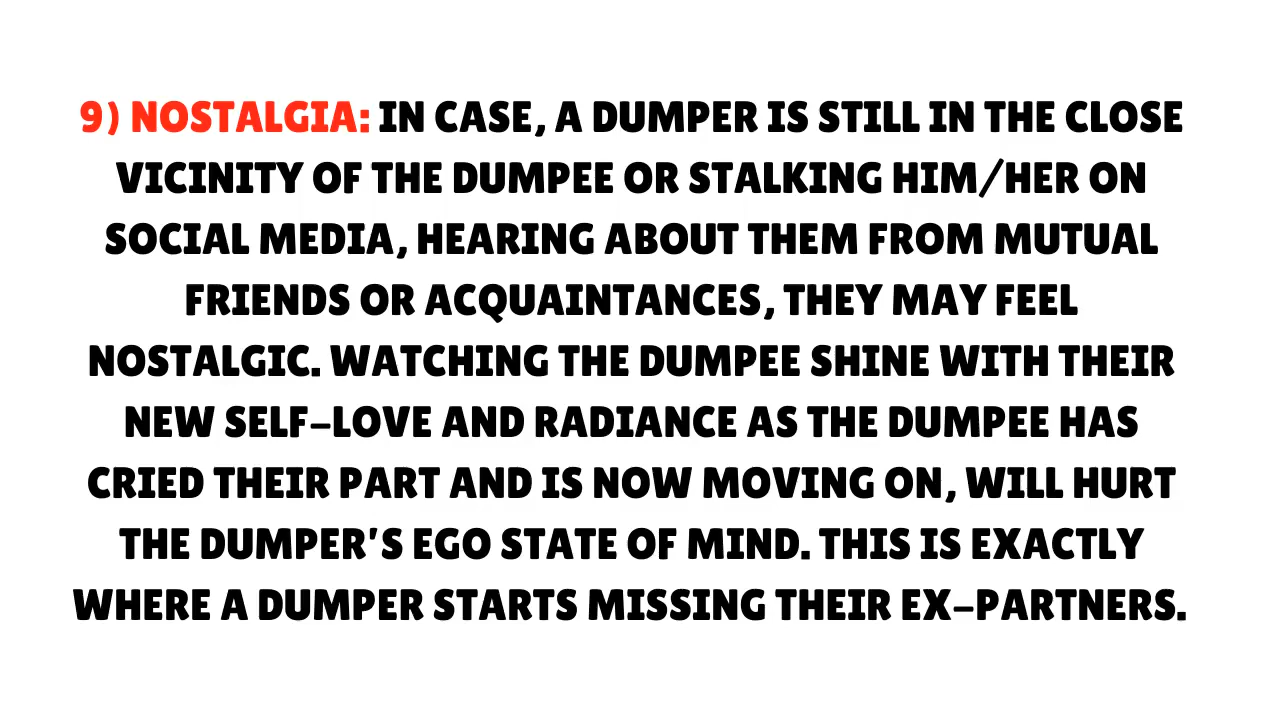 9) NOSTALGIA: IN CASE, A DUMPER IS STILL IN THE CLOSE
VICINITY OF THE DUMPEE OR STALKING HIM/HER ON
SOCIAL MEDIA, HEARING ABOUT THEM FROM MUTUAL
FRIENDS OR ACQUAINTANCES, THEY MAY FEEL
NOSTALGIC. WATCHING THE DUMPEE SHINE WITH THEIR
NEW SELF-LOVE AND RADIANCE AS THE DUMPEE HAS
CRIED THEIR PART AND IS NOW MOVING ON, WILL HURT
THE DUMPER'S EGO STATE OF MIND. THIS IS EXACTLY
WHERE A DUMPER STARTS MISSING THEIR EX-PARTNERS.